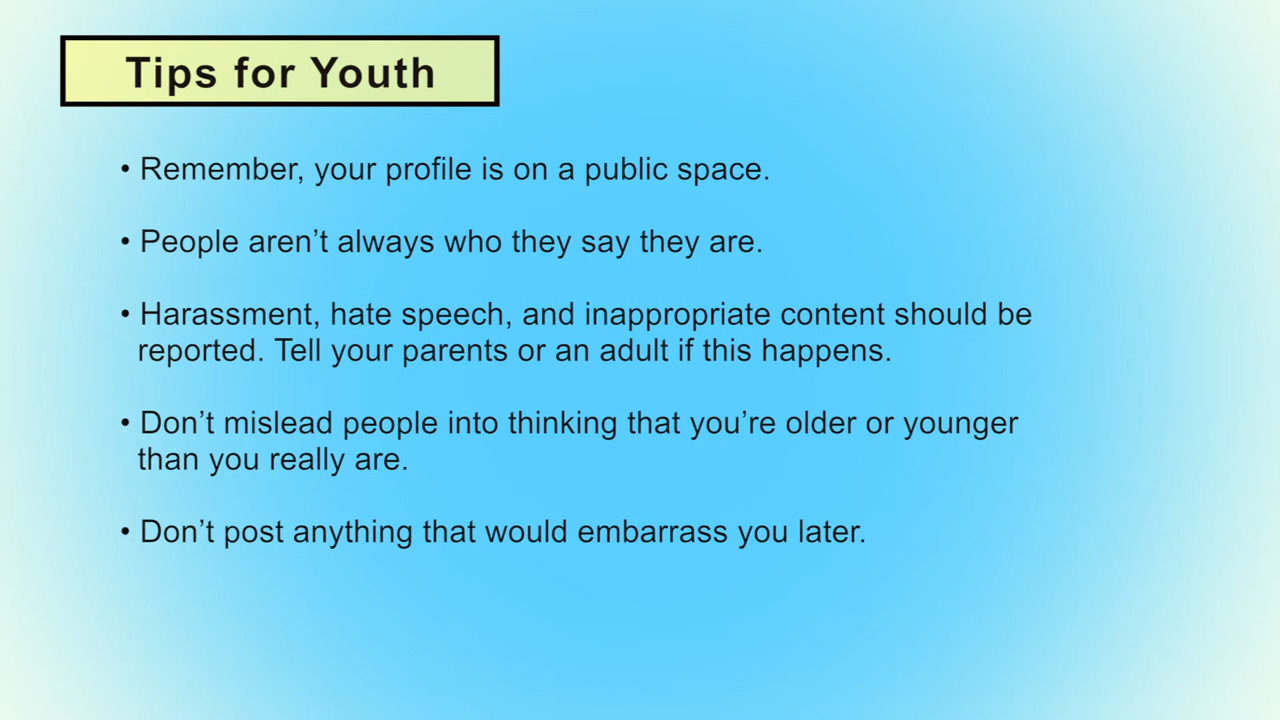 Tips for Youth
• Remember, your profile is on a public space.
• People aren’t always who they say they are.
• Harassment, hate speech, and inappropriate content should be
reported. Tell your parents or an adult if this happens.
• Don’t mislead people into thinking that you’re older or younger
than you really are.
• Don’t post anything that would embarrass you later.